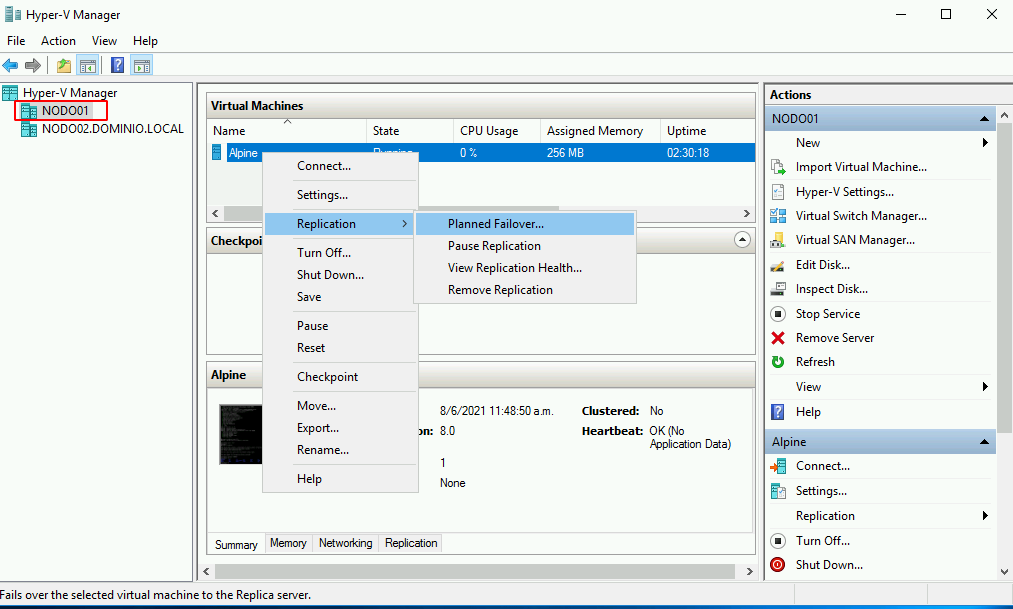 Hyper-V Manager
File Action View Help
Hyper-V Manager
NODO01
NODO02.DOMINIO.LOCAL
Virtual Machines
Name State CPU Usage Assigned Memory Uptime
Alpine Running 0 % 256 MB 02:30:18
Connect...
Settings...
Replication
Turn Off...
Shut Down...
Save
Pause
Reset
Checkpoint
Move...
Export...
Rename...
Help
Planned Failover...
Pause Replication
View Replication Health...
Remove Replication
Alpine
8/6/2021 11:48:50 a.m. Clustered: No
8.0 Heartbeat: OK (No
Application Data)
1
None
Summary Memory Networking Replication
Actions
NODO01
New
Import Virtual Machine...
Hyper-V Settings...
Virtual Switch Manager...
Virtual SAN Manager...
Edit Disk...
Inspect Disk...
Stop Service
Remove Server
Refresh
View
Help
Alpine
Connect...
Settings...
Replication
Turn Off...
Shut Down...
Fails over the selected virtual machine to the Replica server.